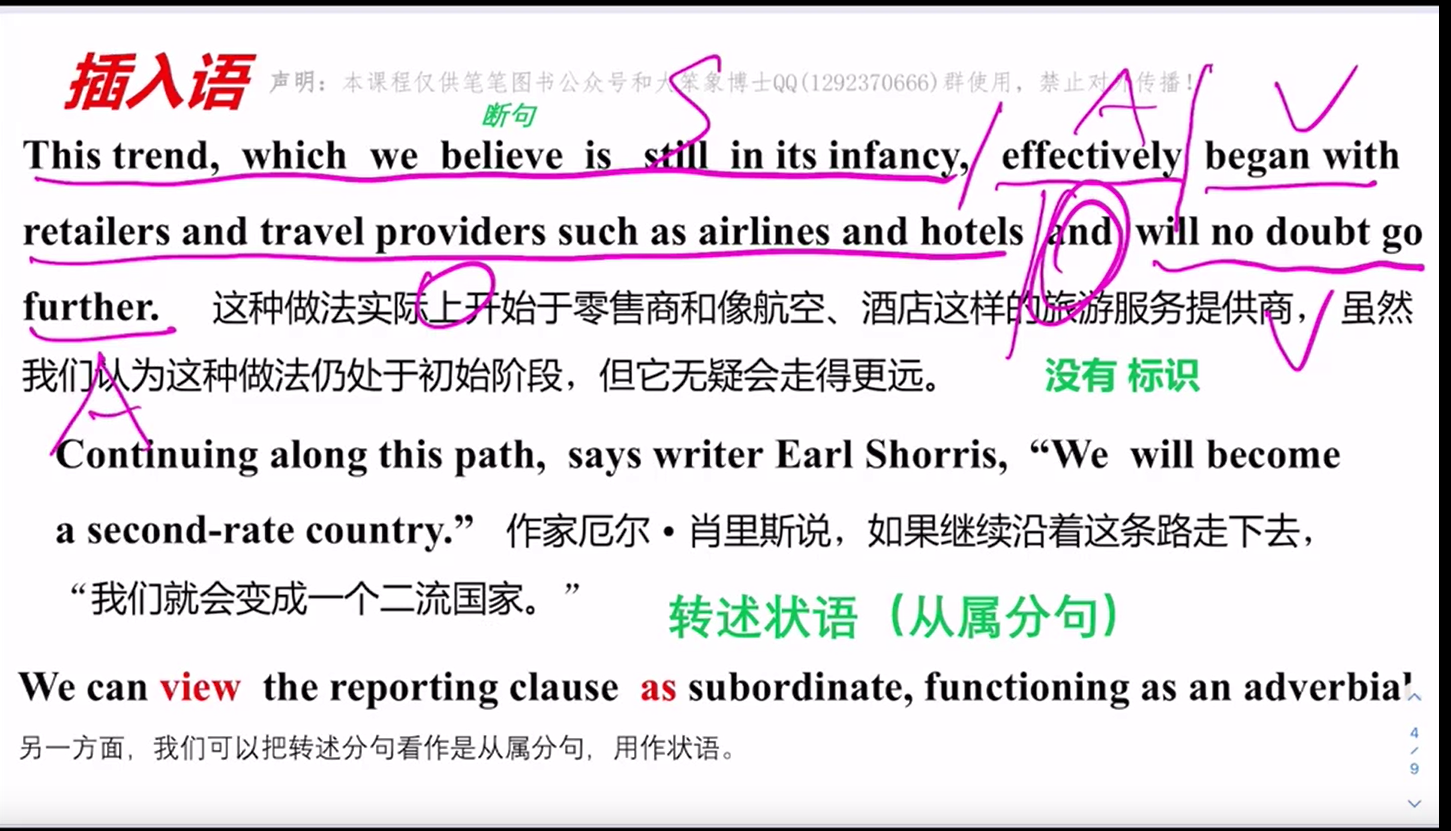 插入语 声明：本课程仅供笔笔图书公众号和大笨象博士QQ(1292370666)群使用，禁止对外传播！
断句
S A V
This trend, which we believe is still in its infancy, effectively began with
retailers and travel providers such as airlines and hotels and will no doubt go
further. 这种做法实际上开始于零售商和像航空、酒店这样的旅游服务提供商，虽然
V
我们认为这种做法仍处于初始阶段，但它无疑会走得更远。 没有 标识
A
Continuing along this path, says writer Earl Shorris, “We will become
a second-rate country.” 作家厄尔•肖里斯说，如果继续沿着这条路走下去，
“我们就会变成一个二流国家。”
转述状语（从属分句）
We can view the reporting clause as subordinate, functioning as an adverbial
另一方面，我们可以把转述分句看作是从属分句，用作状语。
4
/
9